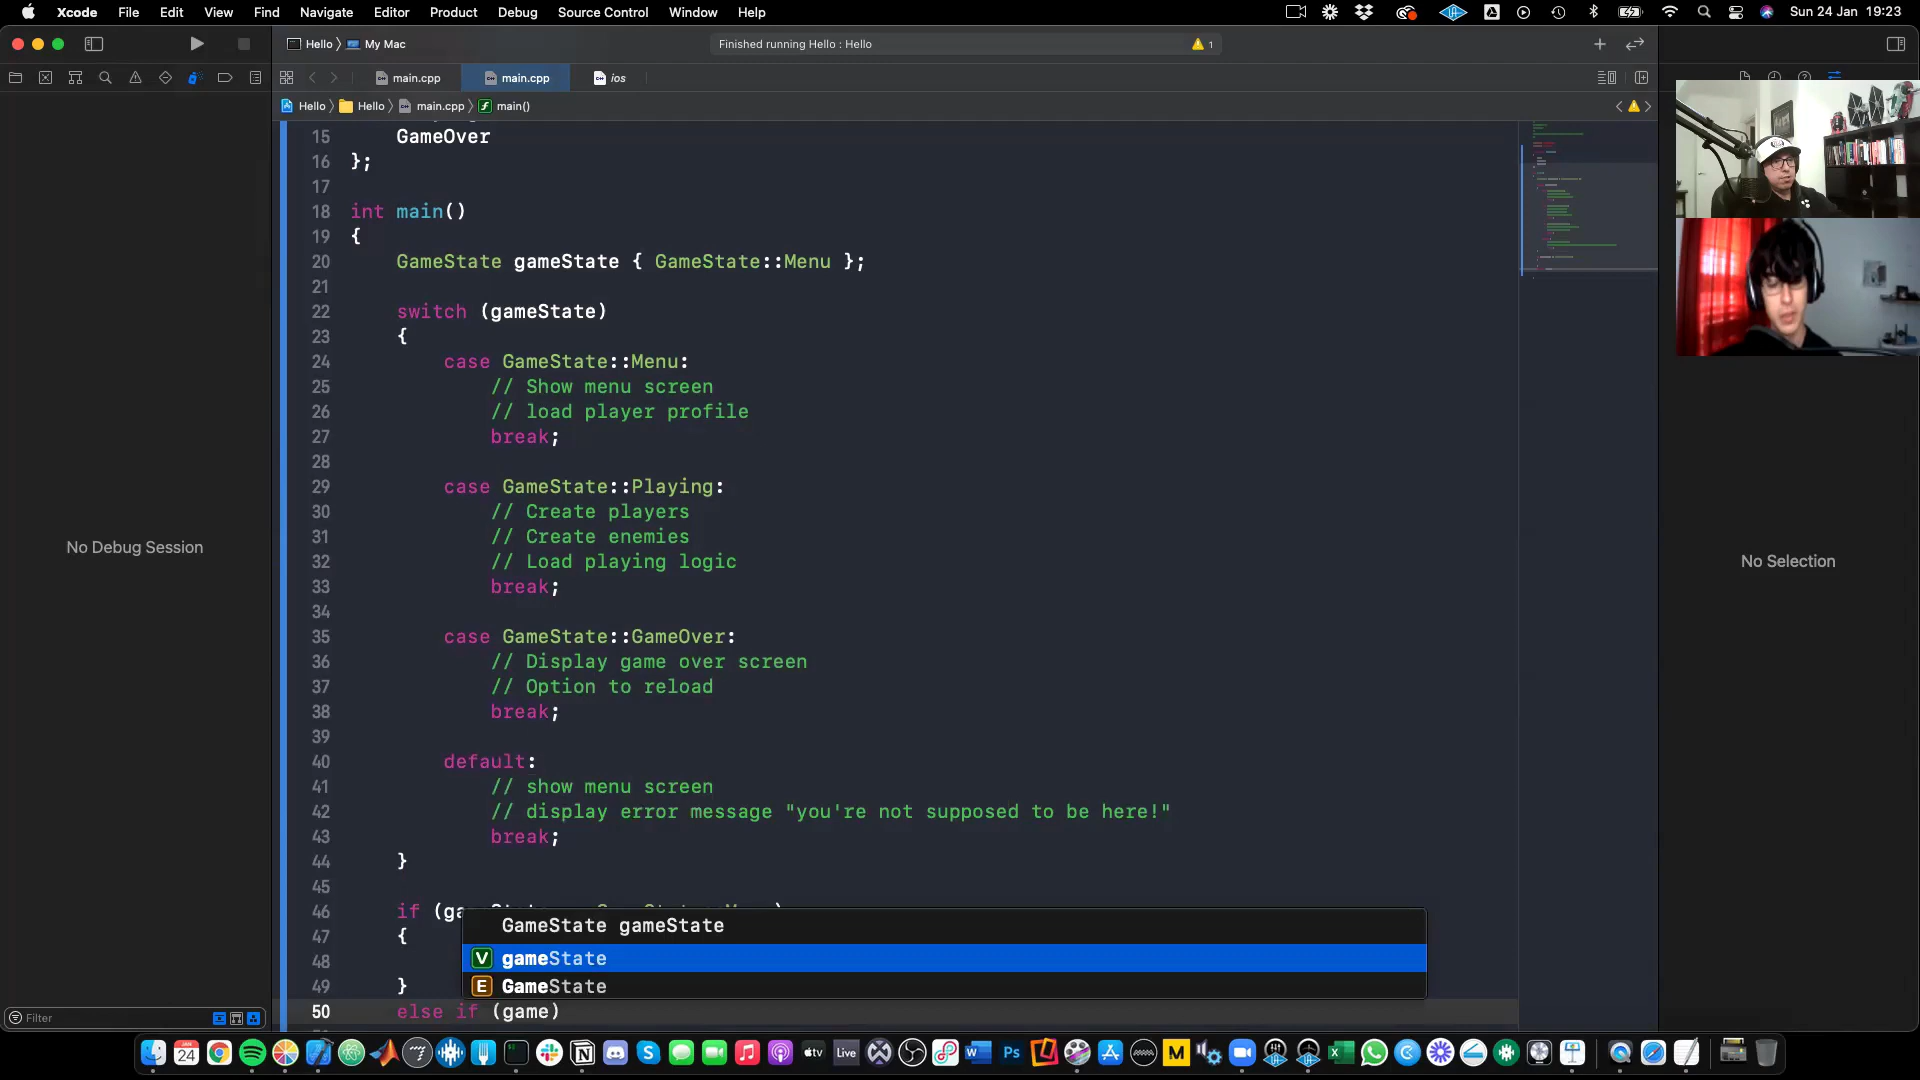 Xcode File Edit View Find Navigate Editor Product Debug Source Control Window Help
Sun 24 Jan 19:23
Hello 〉 My Mac
Finished running Hello : Hello
1
main.cpp
main.cpp
ios
Hello 〉 Hello 〉 main.cpp 〉 main()
15 GameOver
16 };
17
18 int main()
19 {
20 GameState gameState { GameState::Menu };
21
22 switch (gameState)
23 {
24 case GameState::Menu:
25 // Show menu screen
26 // load player profile
27 break;
28
29 case GameState::Playing:
30 // Create players
31 // Create enemies
32 // Load playing logic
33 break;
34
35 case GameState::GameOver:
36 // Display game over screen
37 // Option to reload
38 break;
39
40 default:
41 // show menu screen
42 // display error message "you're not supposed to be here!"
43 break;
44 }
45
46 if (ga
GameState gameState
47 {
V gameState
48
E GameState
49 }
50 else if (game)
No Debug Session
No Selection
Filter
JAN
24
Live
tv
W
Ps
M
X